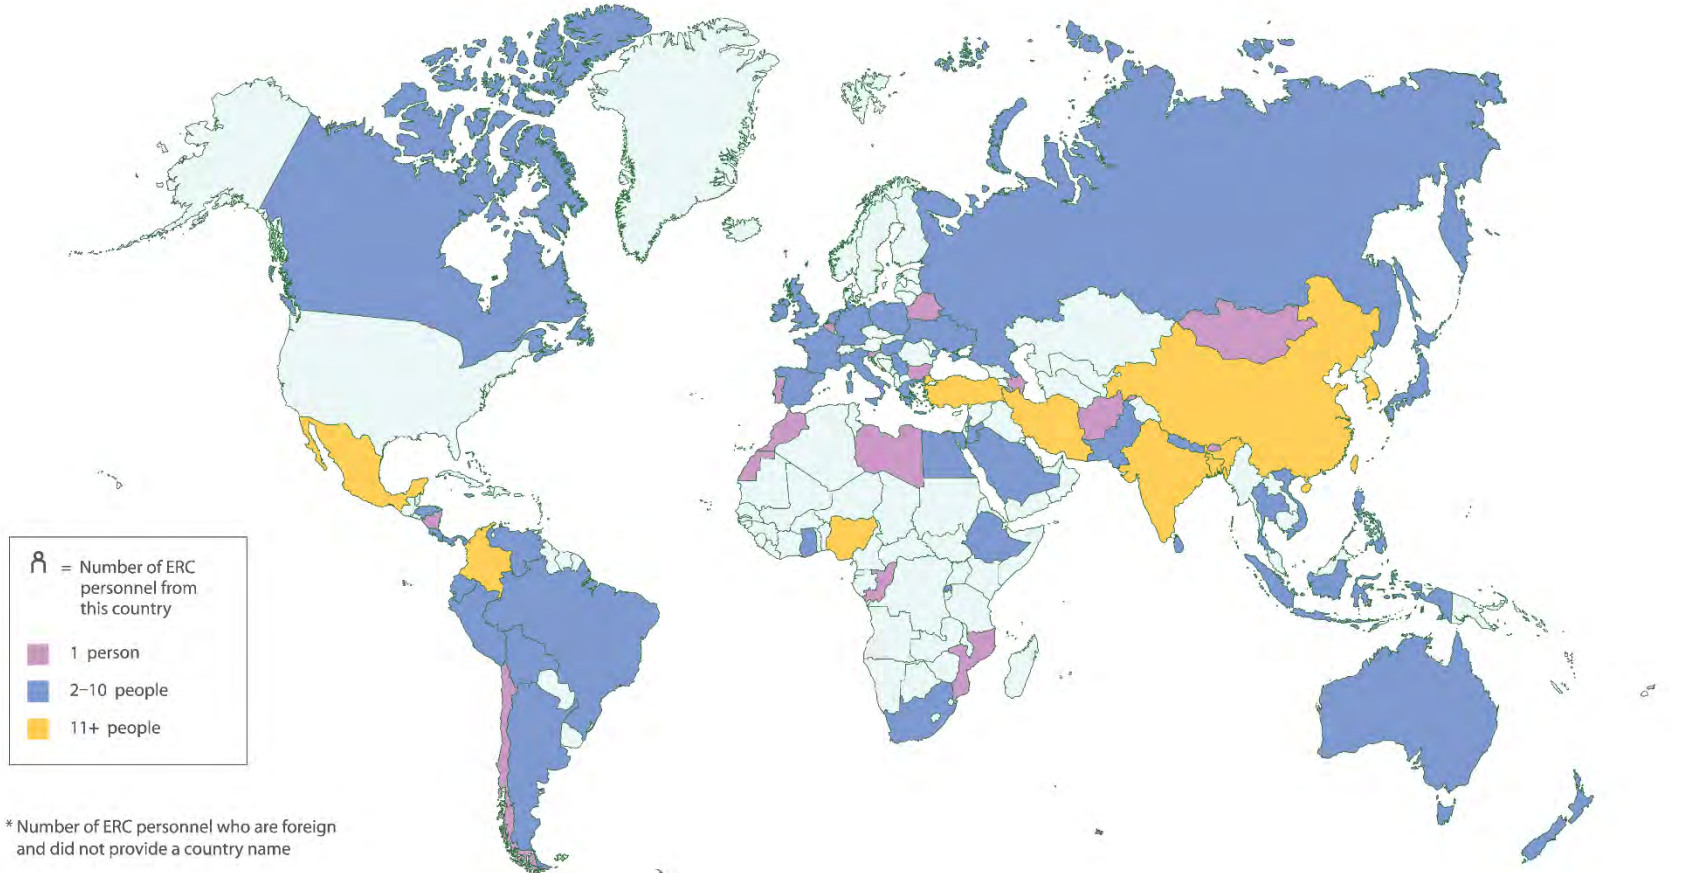 = Number of ERC
personnel from
this country
1 person
2–10 people
11+ people
* Number of ERC personnel who are foreign
and did not provide a country name